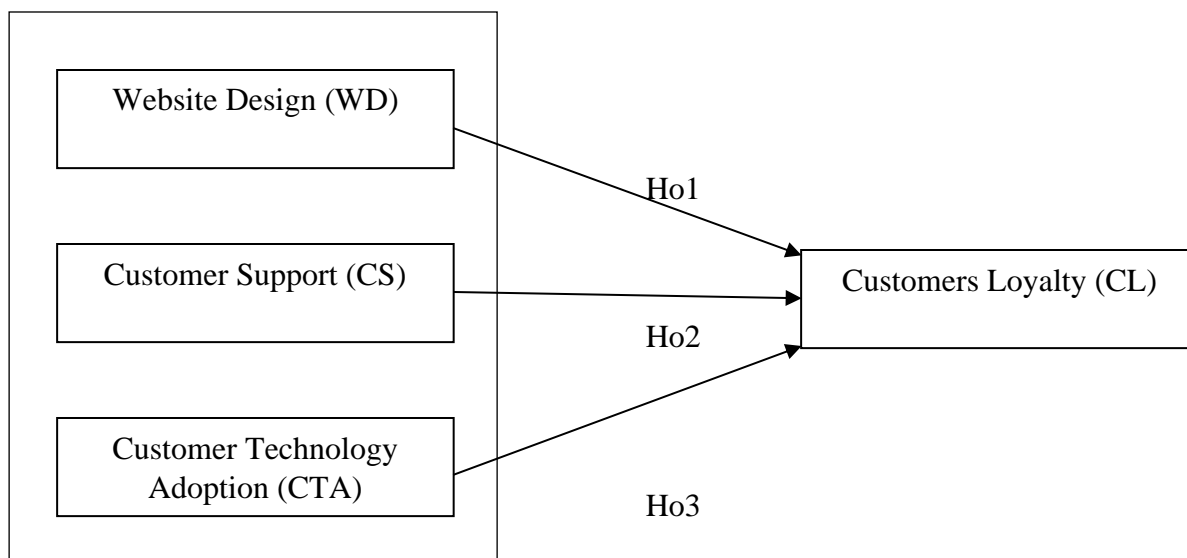 Website Design (WD)
Ho1
Customer Support (CS)
Customers Loyalty (CL)
Ho2
Customer Technology
Adoption (CTA)
Ho3